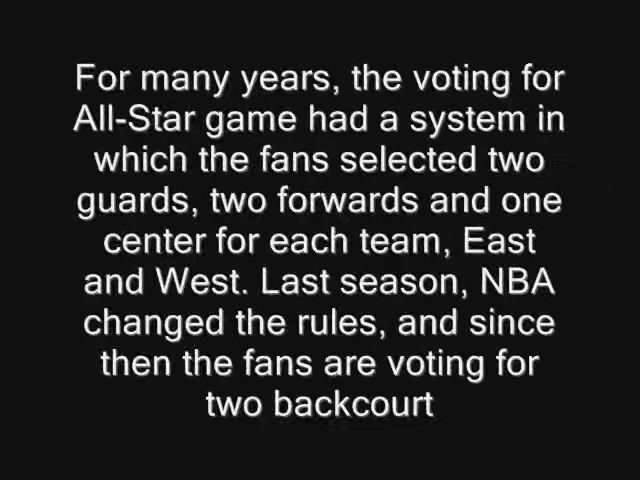 For many years, the voting for
All-Star game had a system in
which the fans selected two
guards, two forwards and one
center for each team, East
and West. Last season, NBA
changed the rules, and since
then the fans are voting for
two backcourt